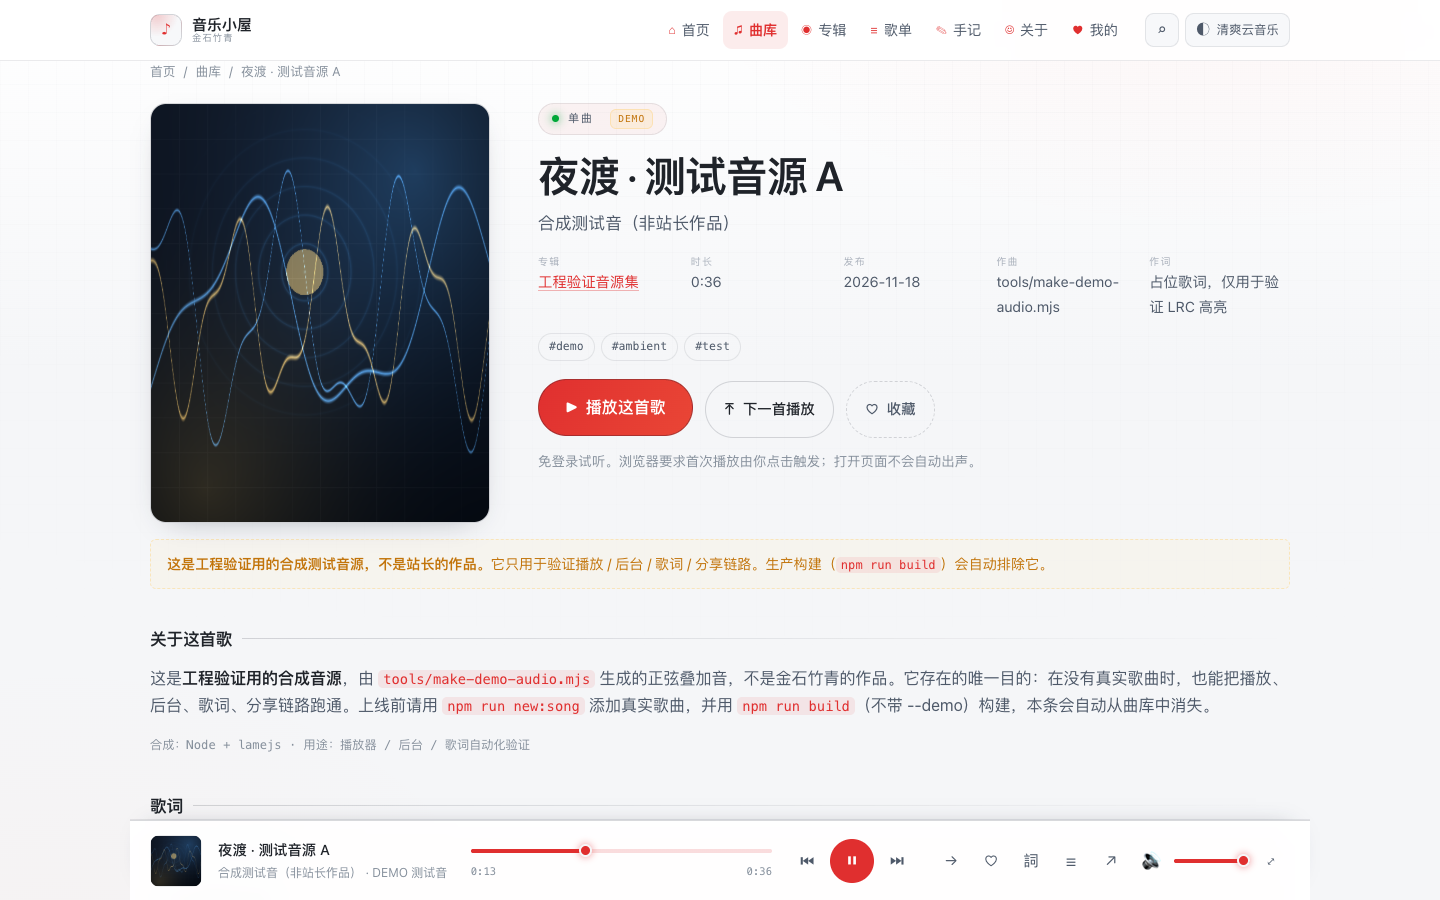 音乐小屋
金石竹青
首页
曲库
专辑
歌单
手记
关于
我的
清爽云音乐
首页 / 曲库 / 夜渡 · 测试音源 A
单曲 DEMO
夜渡 · 测试音源 A
合成测试音（非站长作品）
专辑
工程验证音源集
时长
0:36
发布
2026-11-18
作曲
tools/make-demo-
audio.mjs
作词
占位歌词，仅用于验
证 LRC 高亮
#demo #ambient #test
播放这首歌
下一首播放
收藏
免登录试听。浏览器要求首次播放由你点击触发；打开页面不会自动出声。
这是工程验证用的合成测试音源，不是站长的作品。它只用于验证播放 / 后台 / 歌词 / 分享链路。生产构建（npm run build）会自动排除它。
关于这首歌
这是工程验证用的合成音源，由 tools/make-demo-audio.mjs 生成的正弦叠加音，不是金石竹青的作品。它存在的唯一目的：在没有真实歌曲时，也能把播放、
后台、歌词、分享链路跑通。上线前请用 npm run new:song 添加真实歌曲，并用 npm run build（不带 --demo）构建，本条会自动从曲库中消失。
合成：Node + lamejs · 用途：播放器 / 后台 / 歌词自动化验证
歌词
夜渡 · 测试音源 A
合成测试音（非站长作品） · DEMO 测试音
0:13
0:36
詞